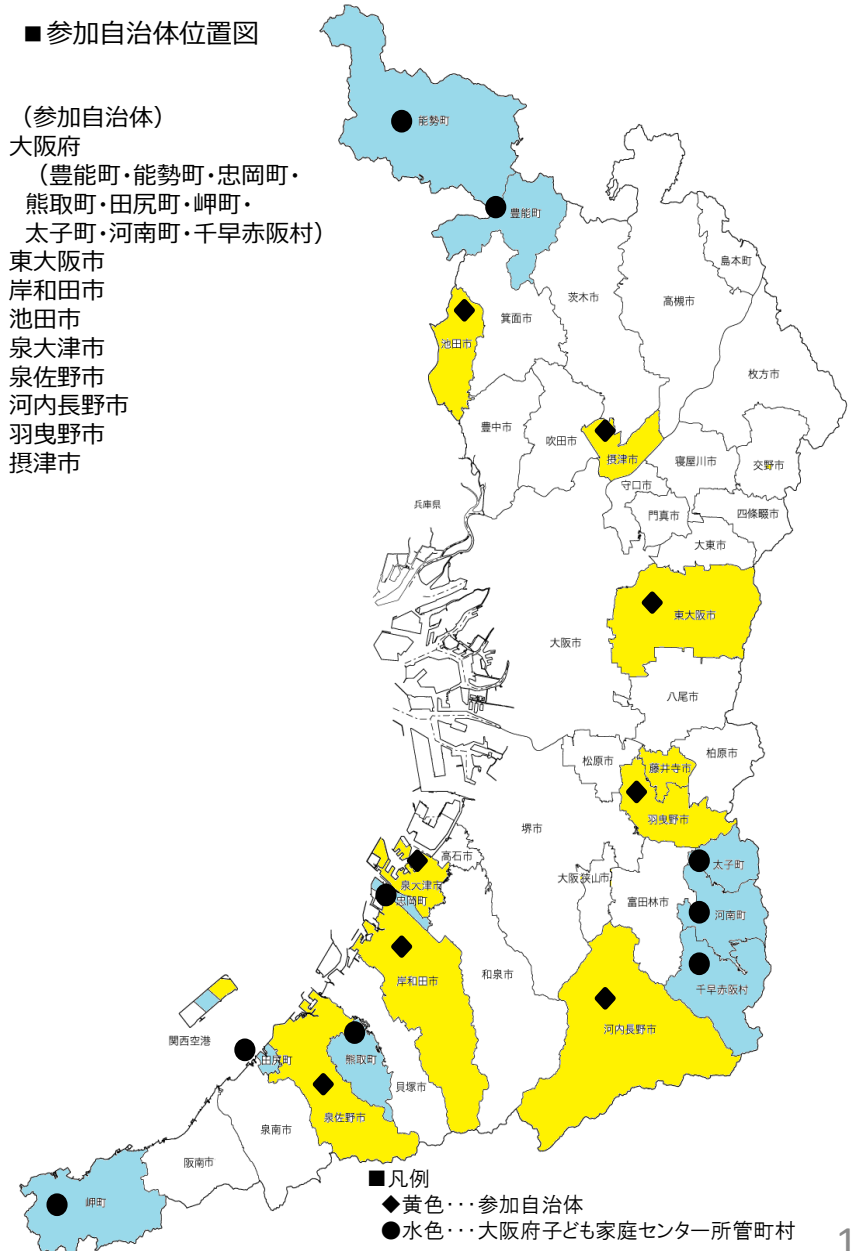 ■参加自治体位置図
（参加自治体）
大阪府
（豊能町・能勢町・忠岡町・
熊取町・田尻町・岬町・
太子町・河南町・千早赤阪村）
東大阪市
岸和田市
池田市
泉大津市
泉佐野市
河内長野市
羽曳野市
摂津市
能勢町
豊能町
島本町
茨木市
高槻市
箕面市
池田市
枚方市
豊中市
吹田市
摂津市
寝屋川市
交野市
守口市
兵庫県
門真市
四條畷市
大東市
東大阪市
大阪市
八尾市
松原市
藤井寺市
柏原市
羽曳野市
堺市
高石市
太子町
大阪狭山市
泉大津市
忠岡町
富田林市
河南町
和泉市
岸和田市
千早赤阪村
河内長野市
関西空港
田尻町
熊取町
貝塚市
泉佐野市
泉南市
阪南市
岬町
■凡例
◆黄色･･･参加自治体
●水色･･･大阪府子ども家庭センター所管町村
1